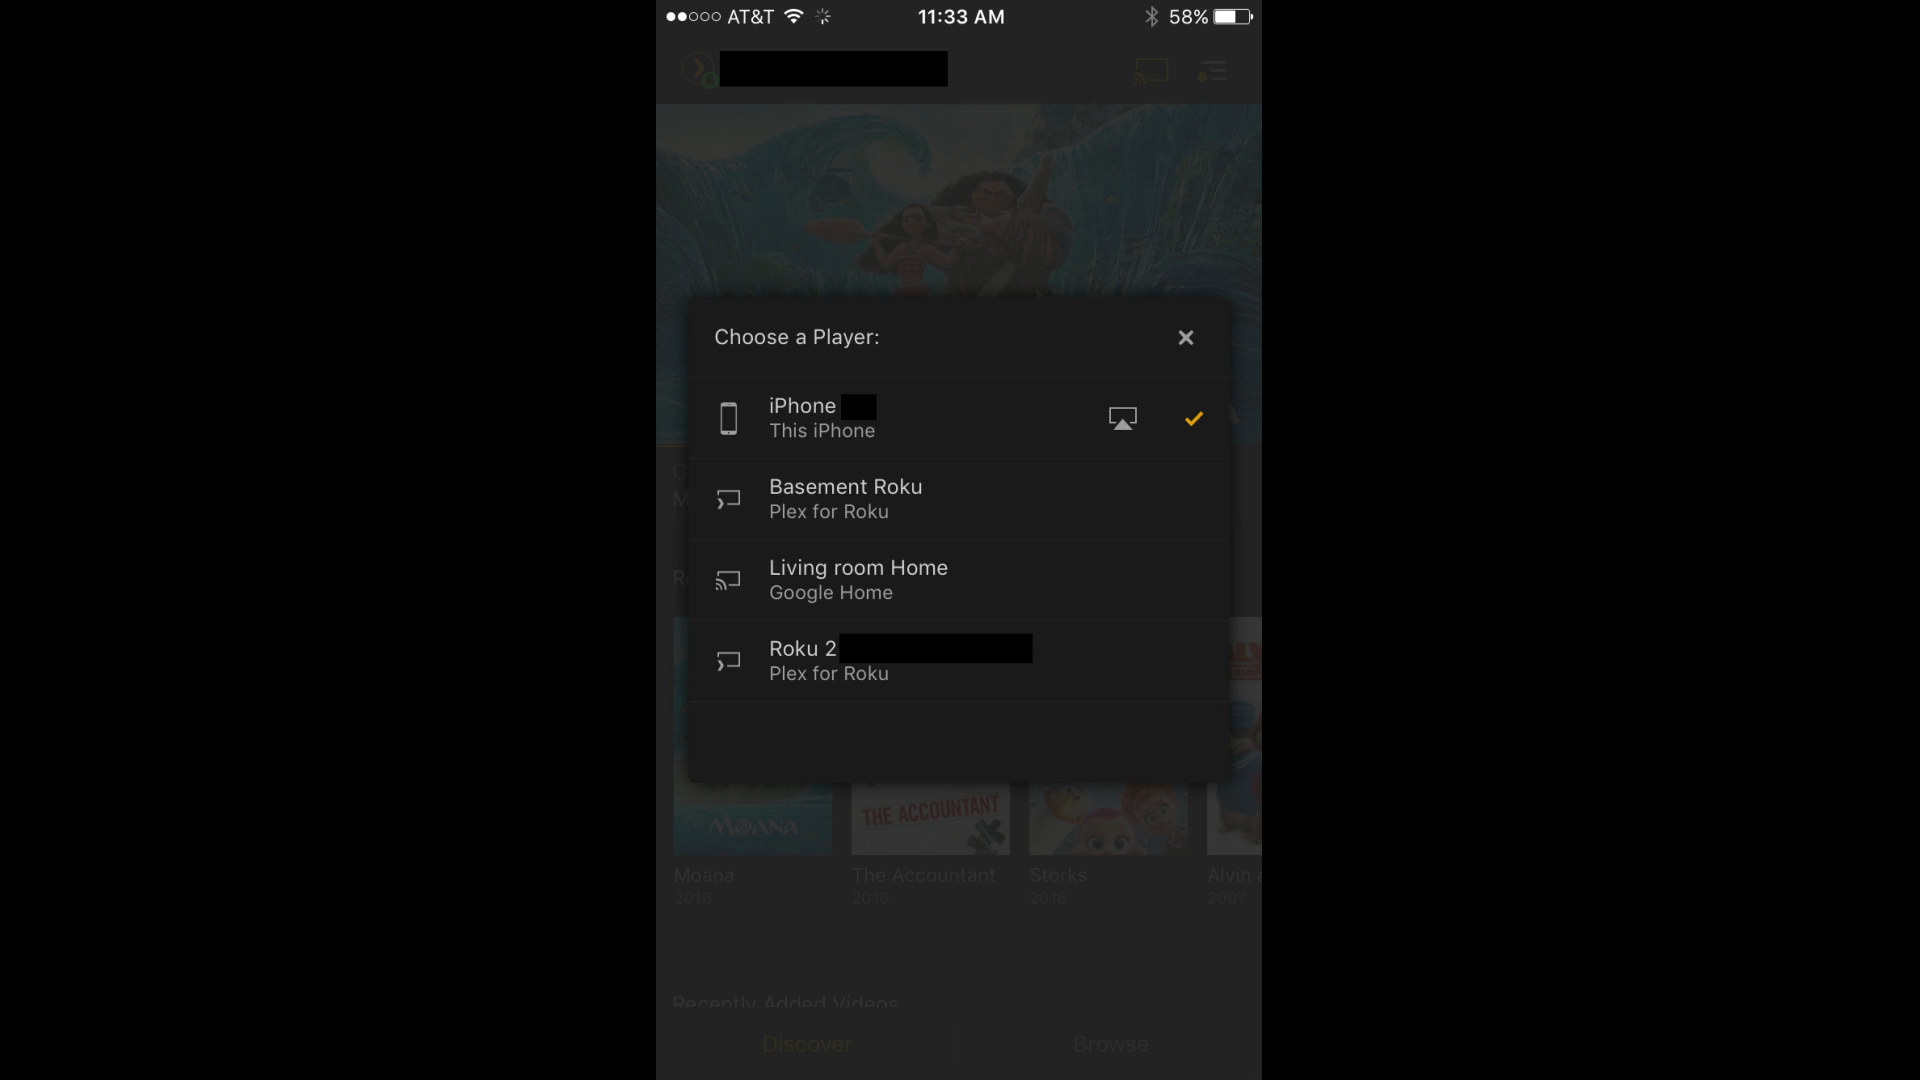 AT&T 11:33 AM 58%
Choose a Player:
iPhone
This iPhone
Basement Roku
Plex for Roku
Living room Home
Google Home
Roku 2
Plex for Roku
MOANA
THE ACCOUNTANT
Moana
The Accountant
Storks
Alvin
2016
2016
2016
2007
Recently Added Videos
Discover
Browse